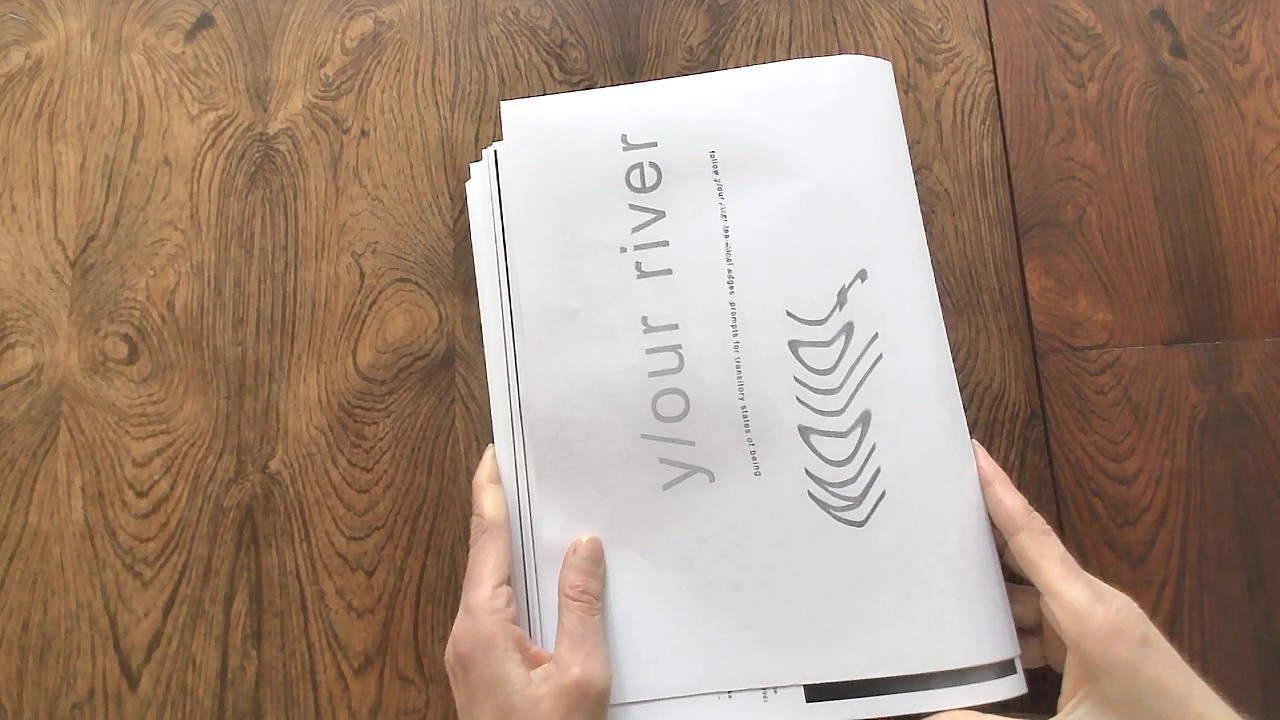 y/our river
follow y/our river edges prompts for transitory states of being